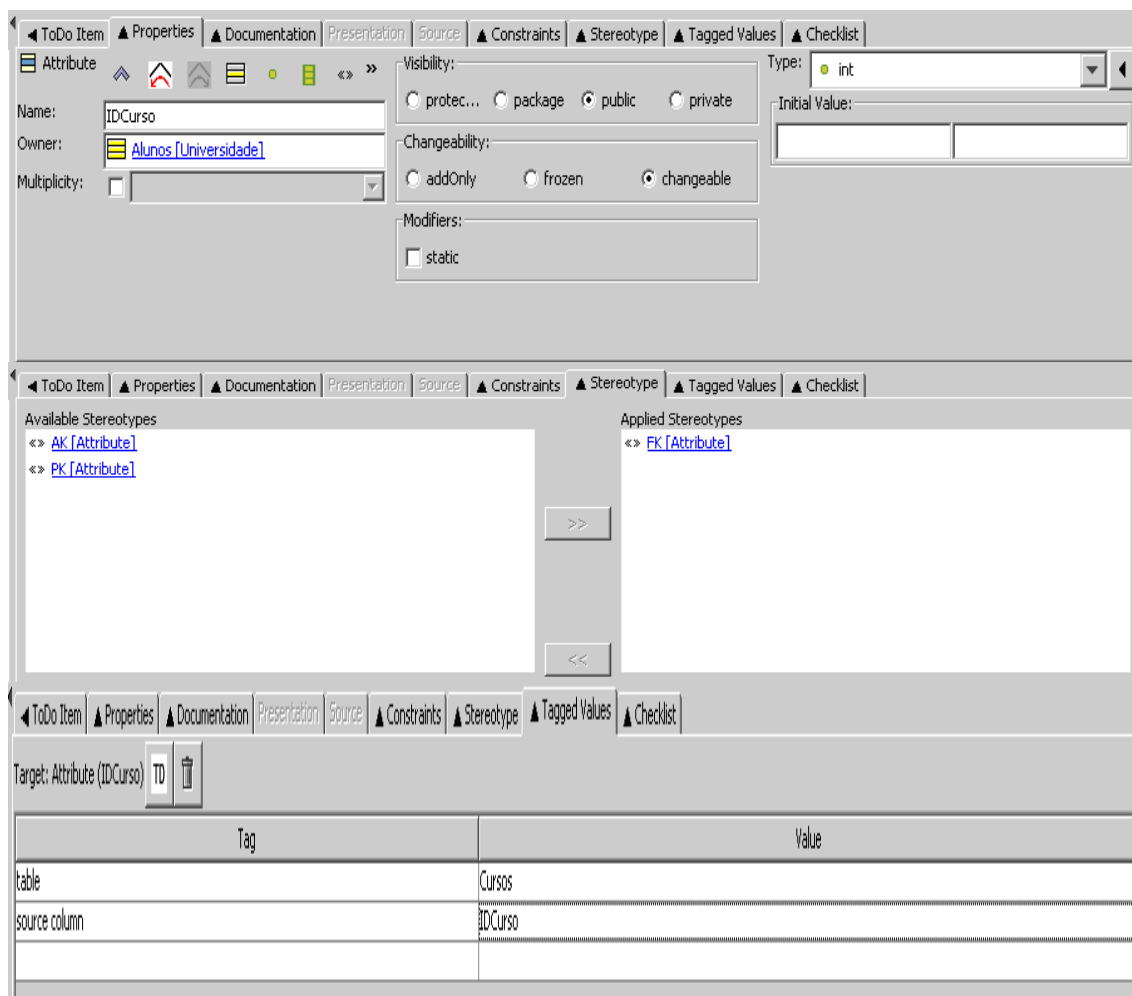 ToDo Item Properties Documentation Presentation Source Constraints Stereotype Tagged Values Checklist
Attribute «» »
Name: IDCurso
Owner: Alunos [Universidade]
Multiplicity:
Visibility:
protec... package public private
Changeability:
addOnly frozen changeable
Modifiers:
static
Type: int
Initial Value:
ToDo Item Properties Documentation Presentation Source Constraints Stereotype Tagged Values Checklist
Available Stereotypes
«» AK [Attribute]
«» PK [Attribute]
>>
<<
Applied Stereotypes
«» FK [Attribute]
ToDo Item Properties Documentation Presentation Source Constraints Stereotype Tagged Values Checklist
Target: Attribute (IDCurso) TD
Tag Value
table Cursos
source column IDCurso